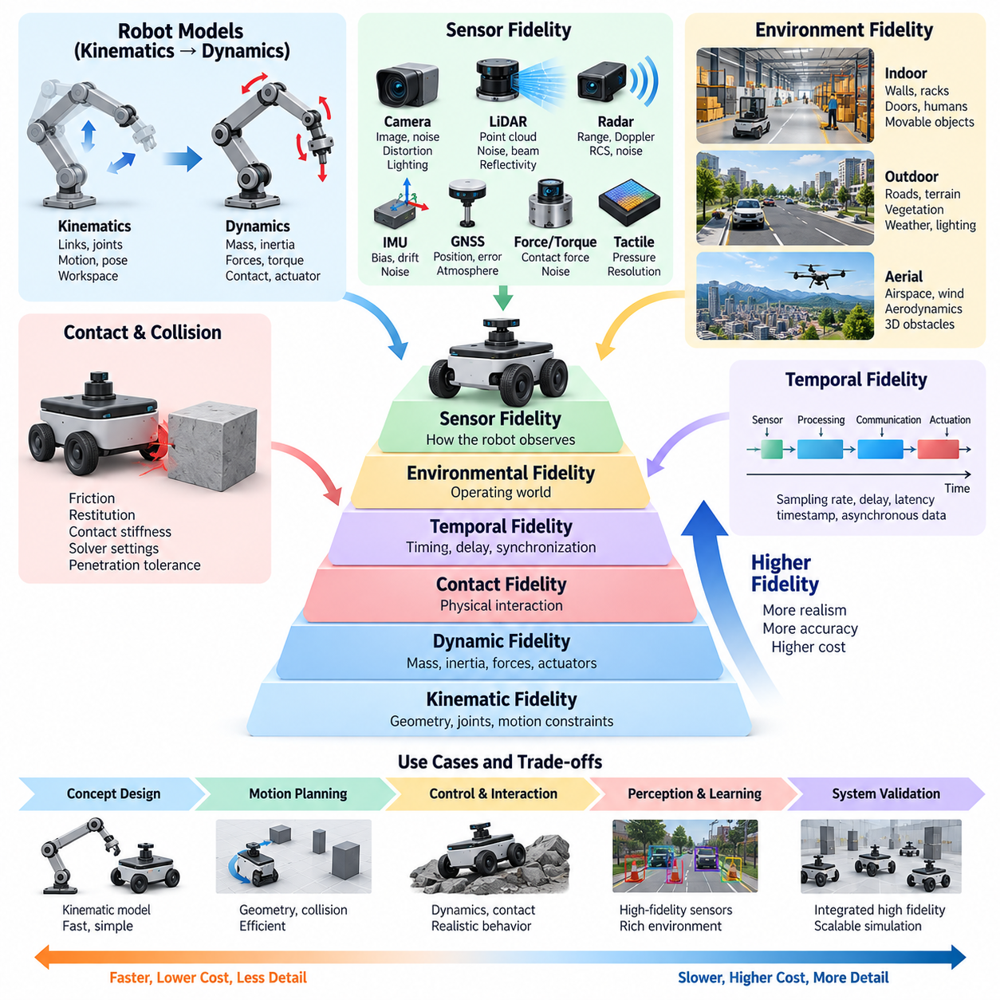 Robot Models
(Kinematics → Dynamics)
Kinematics
Links, joints
Motion, pose
Workspace
Dynamics
Mass, inertia
Forces, torque
Contact, actuator
Sensor Fidelity
Camera
Image, noise
Distortion
Lighting
LiDAR
Point cloud
Noise, beam
Reflectivity
Radar
Range, Doppler
RCS, noise
IMU
Bias, drift
Noise
GNSS
Position, error
Atmosphere
Force/Torque
Contact force
Noise
Tactile
Pressure
Resolution
Environment Fidelity
Indoor
Walls, racks
Doors, humans
Movable objects
Outdoor
Roads, terrain
Vegetation
Weather, lighting
Aerial
Airspace, wind
Aerodynamics
3D obstacles
Contact & Collision
Friction
Restitution
Contact stiffness
Solver settings
Penetration tolerance
Temporal Fidelity
Sensor
Processing
Communication
Actuation
Time
Sampling rate, delay, latency
timestamp, asynchronous data
Sensor Fidelity
How the robot observes
Environmental Fidelity
Operating world
Temporal Fidelity
Timing, delay, synchronization
Contact Fidelity
Physical interaction
Dynamic Fidelity
Mass, inertia, forces, actuators
Kinematic Fidelity
Geometry, joints, motion constraints
Higher
Fidelity
More realism
More accuracy
Higher cost
Use Cases and Trade-offs
Concept Design
Motion Planning
Control & Interaction
Perception & Learning
System Validation
Kinematic model
Fast, simple
Geometry, collision
Efficient
Dynamics, contact
Realistic behavior
High-fidelity sensors
Rich environment
Integrated high fidelity
Scalable simulation
Faster, Lower Cost, Less Detail
Slower, Higher Cost, More Detail